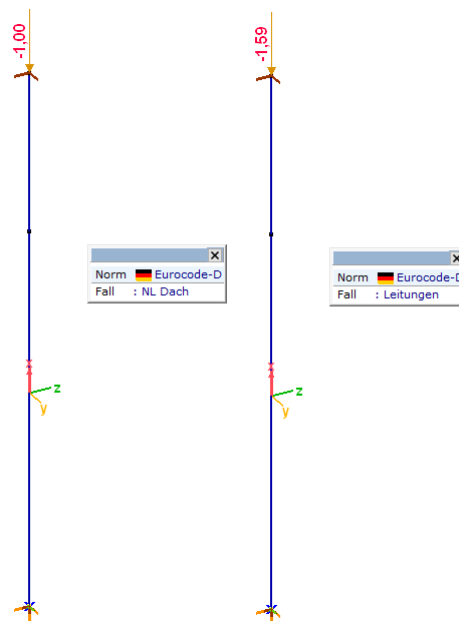 -1,00
Norm Eurocode-D
Fall : NL Dach
x
z
y
-1,59
Norm Eurocode-D
Fall : Leitungen
x
z
y